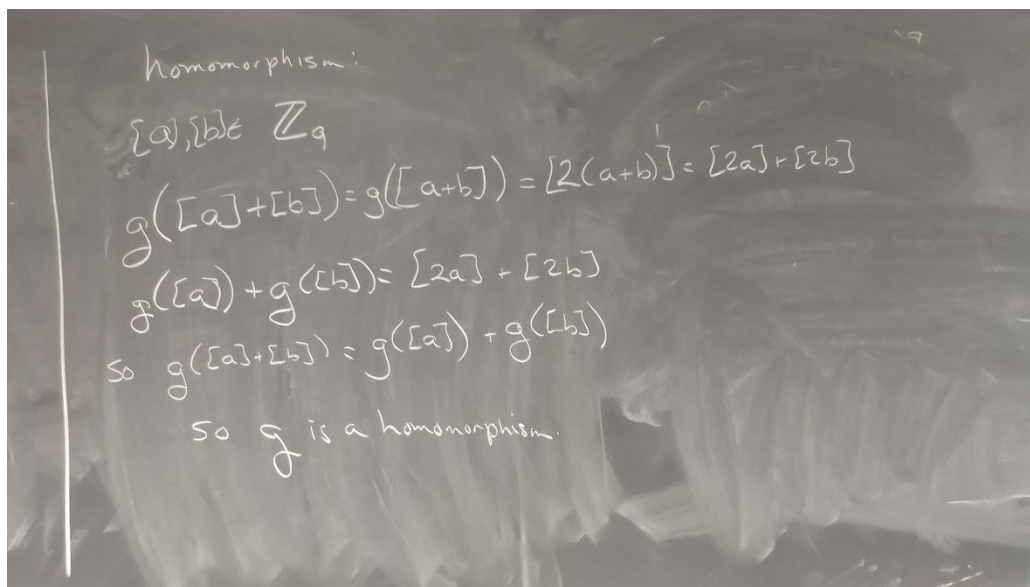 homomorphism:
[a],[b]∈ ℤ₉
g([a]+[b])=g([a+b])=[2(a+b)]=[2a]+[2b]
g([a])+g([b])=[2a]+[2b]
so g([a]+[b])=g([a])+g([b])
so g is a homomorphism.